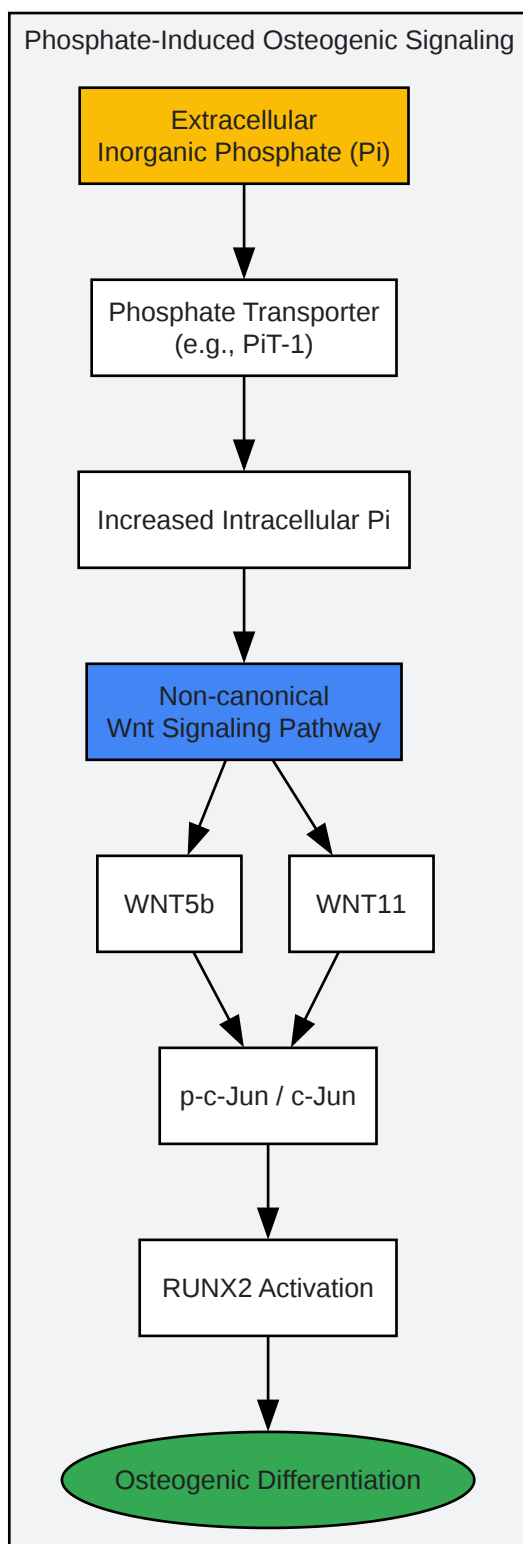 Phosphate-Induced Osteogenic Signaling
Extracellular
Inorganic Phosphate (Pi)
Phosphate Transporter
(e.g., PiT-1)
Increased Intracellular Pi
Non-canonical
Wnt Signaling Pathway
WNT5b
WNT11
p-c-Jun / c-Jun
RUNX2 Activation
Osteogenic Differentiation